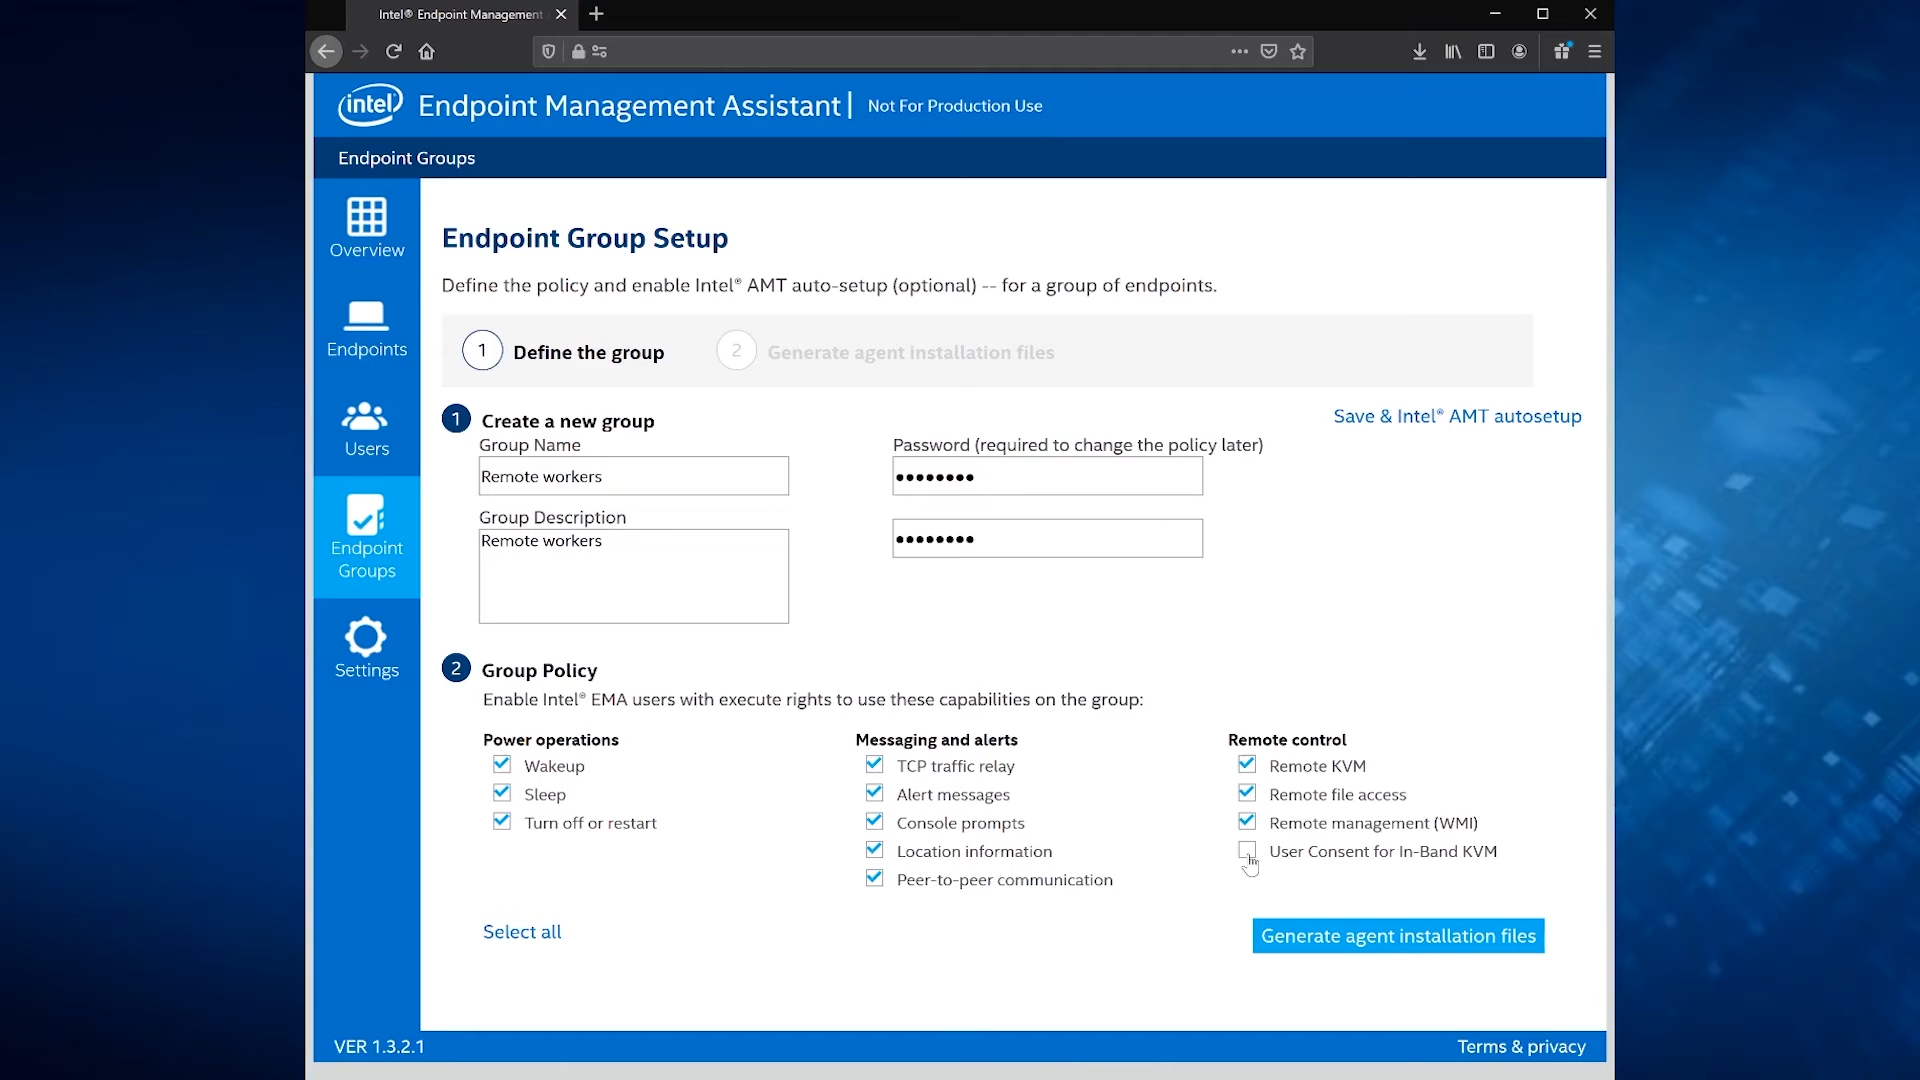 Intel® Endpoint Management
intel® Endpoint Management Assistant | Not For Production Use
Endpoint Groups
Overview
Endpoints
Users
Endpoint
Groups
Settings
Endpoint Group Setup
Define the policy and enable Intel® AMT auto-setup (optional) -- for a group of endpoints.
1 Define the group
2 Generate agent installation files
1 Create a new group
Save & Intel® AMT autosetup
Group Name
Remote workers
Group Description
Remote workers
Password (required to change the policy later)
••••••••
••••••••
2 Group Policy
Enable Intel® EMA users with execute rights to use these capabilities on the group:
Power operations
Wakeup
Sleep
Turn off or restart
Messaging and alerts
TCP traffic relay
Alert messages
Console prompts
Location information
Peer-to-peer communication
Remote control
Remote KVM
Remote file access
Remote management (WMI)
User Consent for In-Band KVM
Select all
Generate agent installation files
VER 1.3.2.1
Terms & privacy